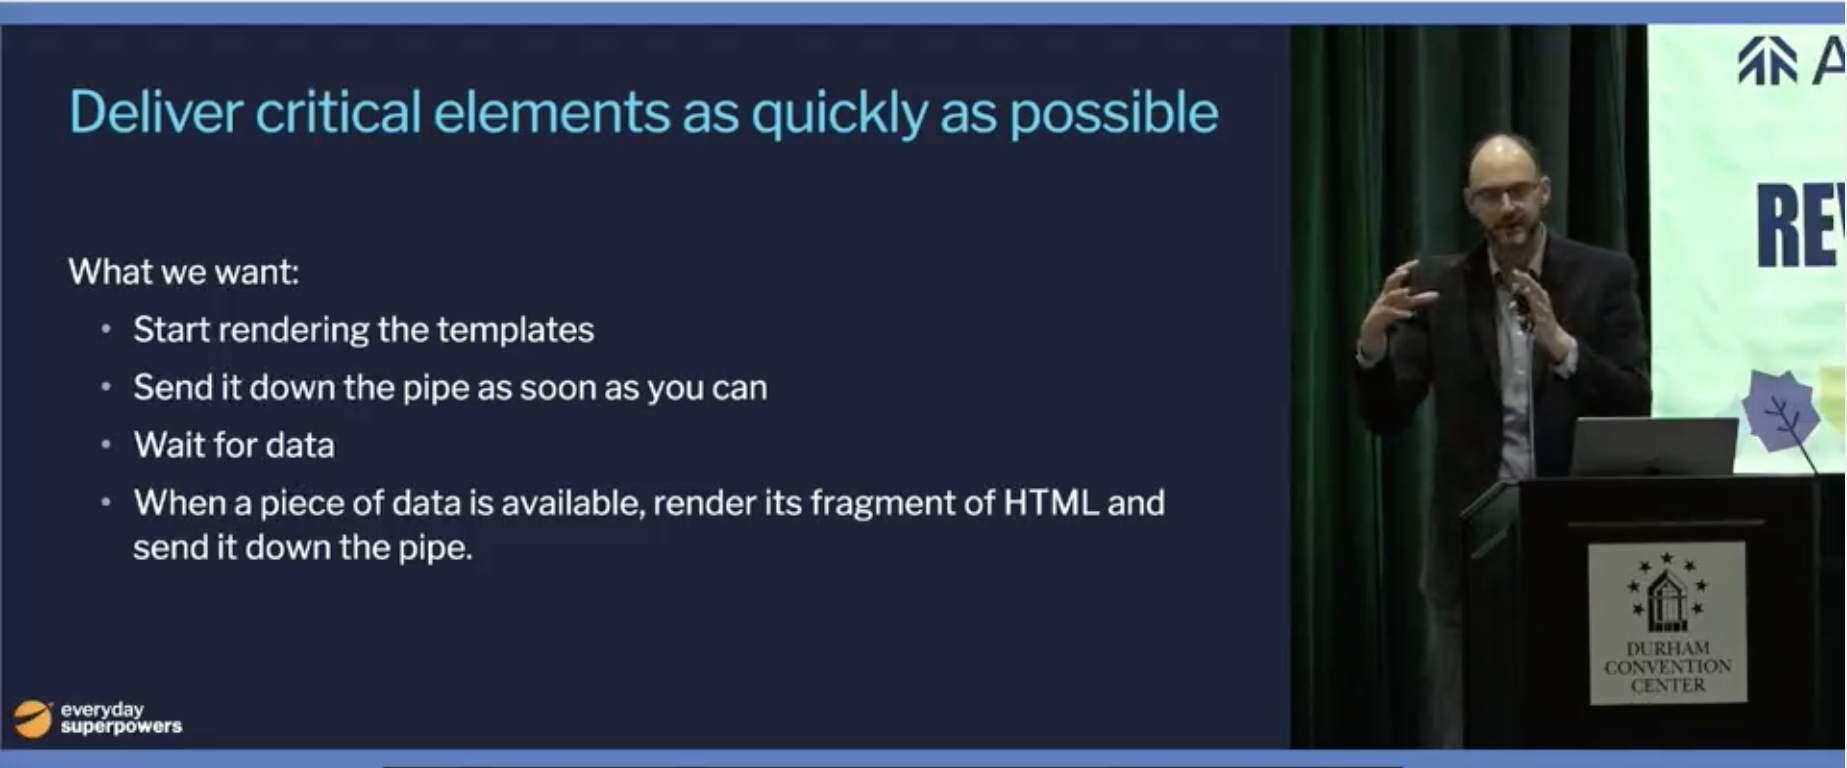 Deliver critical elements as quickly as possible
What we want:
• Start rendering the templates
• Send it down the pipe as soon as you can
• Wait for data
• When a piece of data is available, render its fragment of HTML and
send it down the pipe.
everyday
superpowers
A
REV
DURHAM
CONVENTION
CENTER